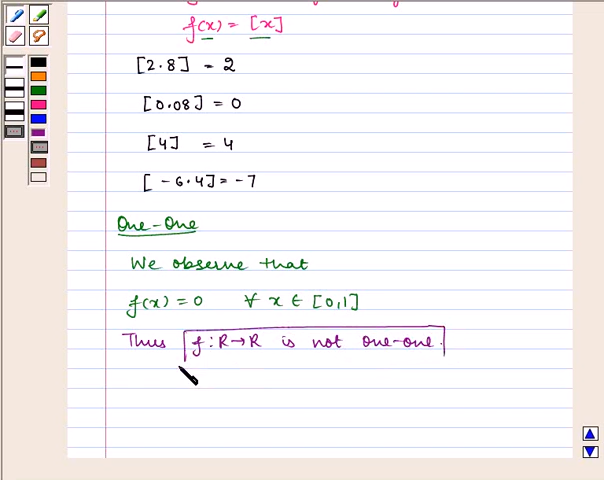 f(x) = [x]
[2.8] = 2
[0.08] = 0
[4] = 4
[-6.4] = -7
One-One
We observe that
f(x) = 0 ∀ x ∈ [0,1]
Thus f : R→R is not one-one.